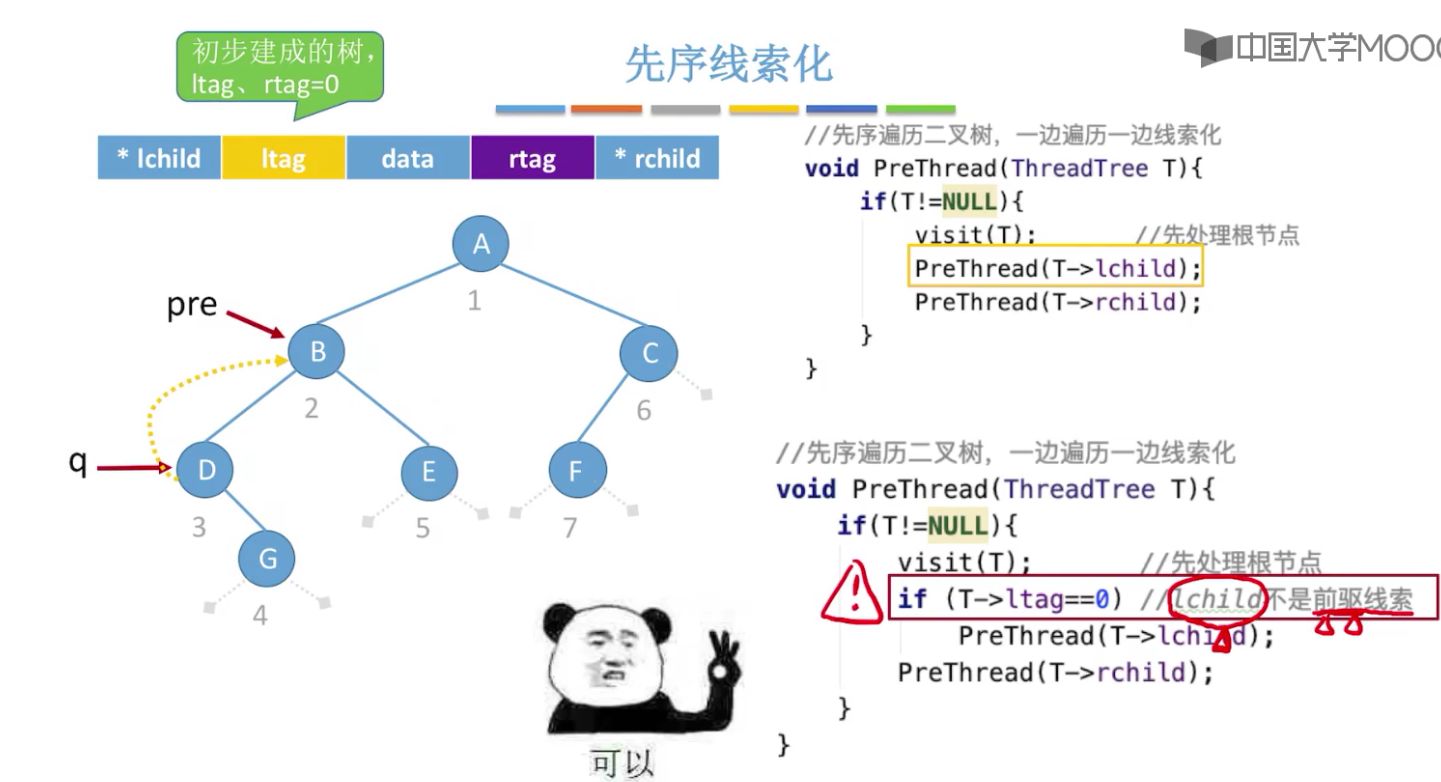 初步建成的树，
ltag、rtag=0
先序线索化
中国大学MOOC
* lchild ltag data rtag * rchild
A
1
pre
B
2
C
6
q
D
3
E
5
F
7
G
4
//先序遍历二叉树，一边遍历一边线索化
void PreThread(ThreadTree T){
if(T!=NULL){
visit(T); //先处理根节点
PreThread(T->lchild);
PreThread(T->rchild);
}
}
//先序遍历二叉树，一边遍历一边线索化
void PreThread(ThreadTree T){
if(T!=NULL){
visit(T); //先处理根节点
if (T->ltag==0) //lchild不是前驱线索
PreThread(T->lchild);
PreThread(T->rchild);
}
}
!
可以